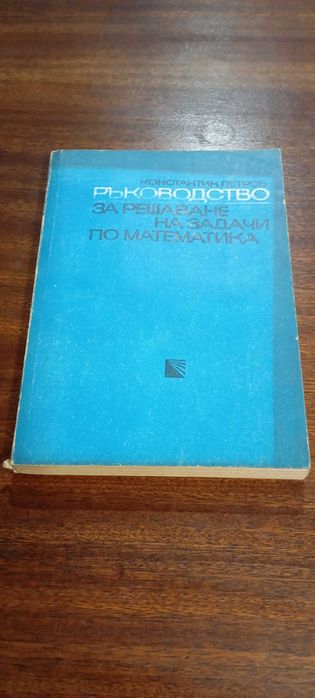 КОНСТАНТИН ПЕТРОВ
РЪКОВОДСТВО
ЗА РЕШАВАНЕ
НА ЗАДАЧИ
ПО МАТЕМАТИКА